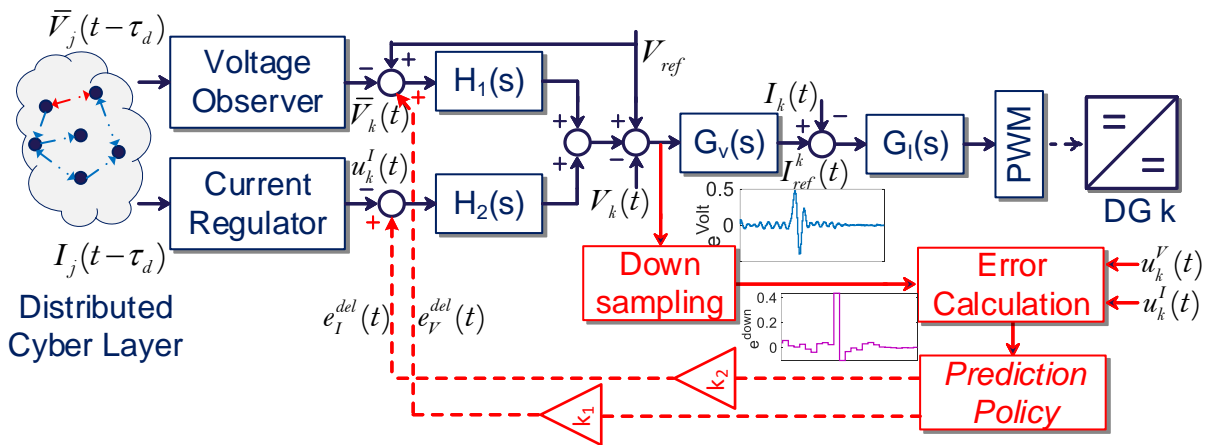 V̄_j(t−τ_d)
Voltage
Observer
V̄_k(t)
H₁(s)
V_ref
I_k(t)
G_v(s)
G_I(s)
PWM
DG k
I_ref^k(t)
u_k^I(t)
Current
Regulator
H₂(s)
V_k(t)
I_j(t−τ_d)
Distributed
Cyber Layer
e_I^del(t)
e_V^del(t)
Down
sampling
e^Volt
0.5
0
e^down
0.4
0.2
0
Error
Calculation
u_k^V(t)
u_k^I(t)
Prediction
Policy
k₂
k₁